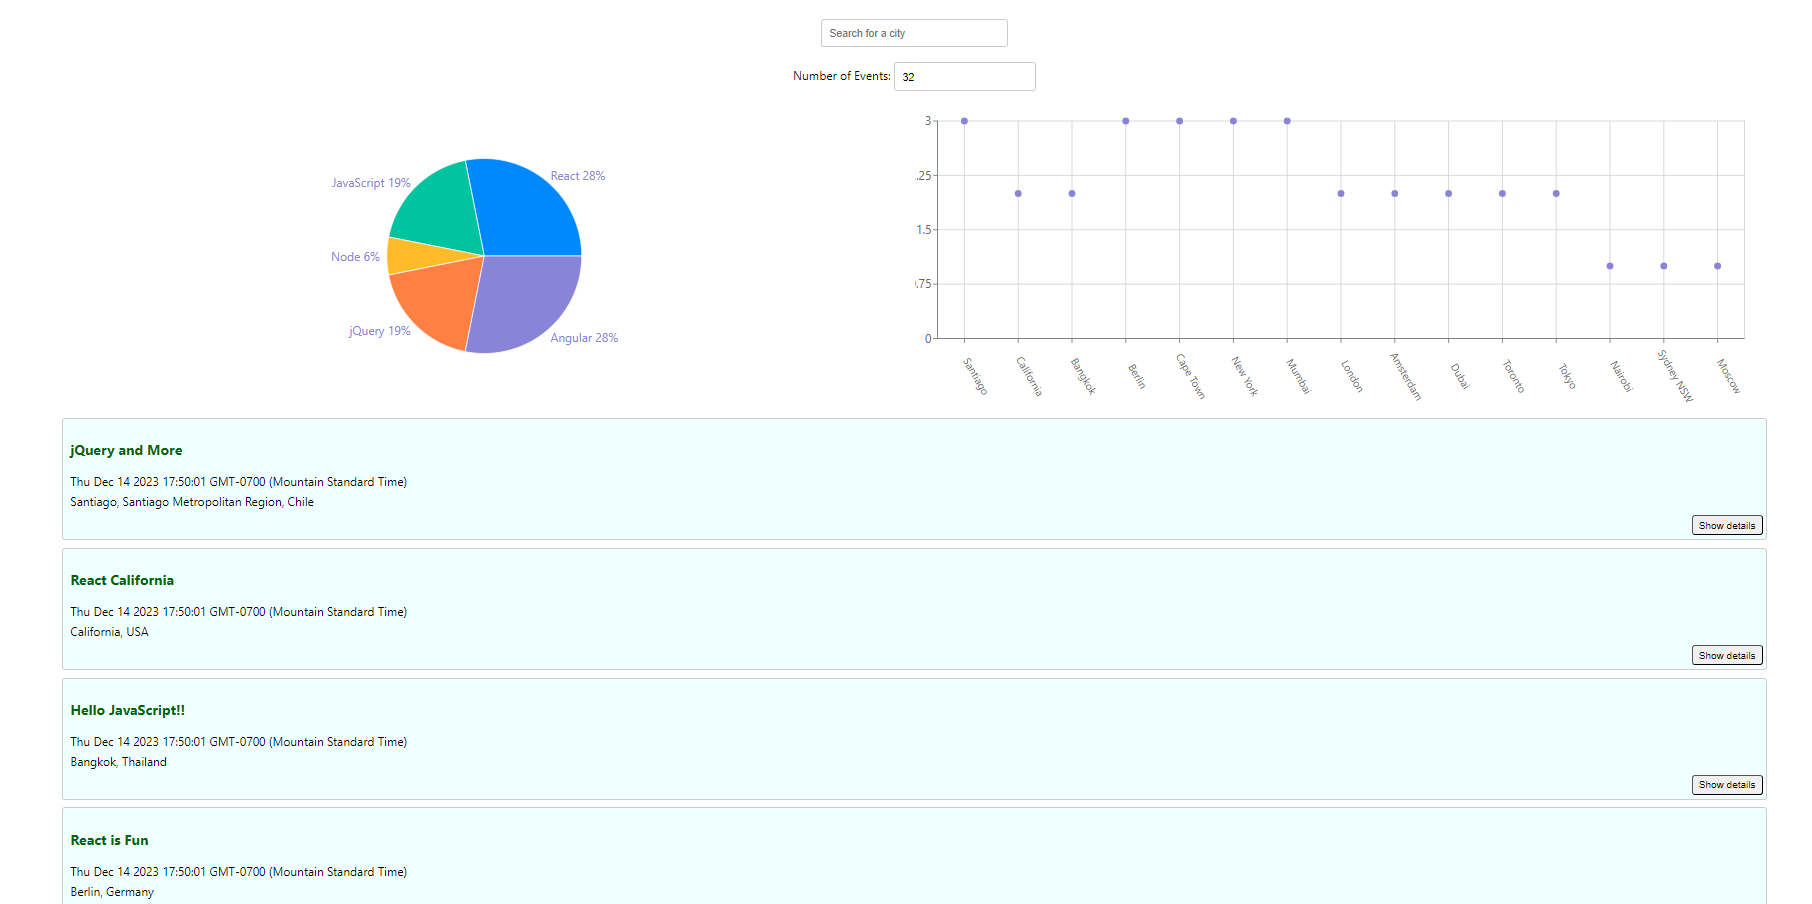 Search for a city
Number of Events: 32
JavaScript 19%
React 28%
Node 6%
jQuery 19%
Angular 28%
3
.25
1.5
.75
0
Santiago
California
Bangkok
Berlin
Cape Town
New York
Mumbai
London
Amsterdam
Dubai
Toronto
Tokyo
Nairobi
Sydney NSW
Moscow
jQuery and More
Thu Dec 14 2023 17:50:01 GMT-0700 (Mountain Standard Time)
Santiago, Santiago Metropolitan Region, Chile
Show details
React California
Thu Dec 14 2023 17:50:01 GMT-0700 (Mountain Standard Time)
California, USA
Show details
Hello JavaScript!!
Thu Dec 14 2023 17:50:01 GMT-0700 (Mountain Standard Time)
Bangkok, Thailand
Show details
React is Fun
Thu Dec 14 2023 17:50:01 GMT-0700 (Mountain Standard Time)
Berlin, Germany